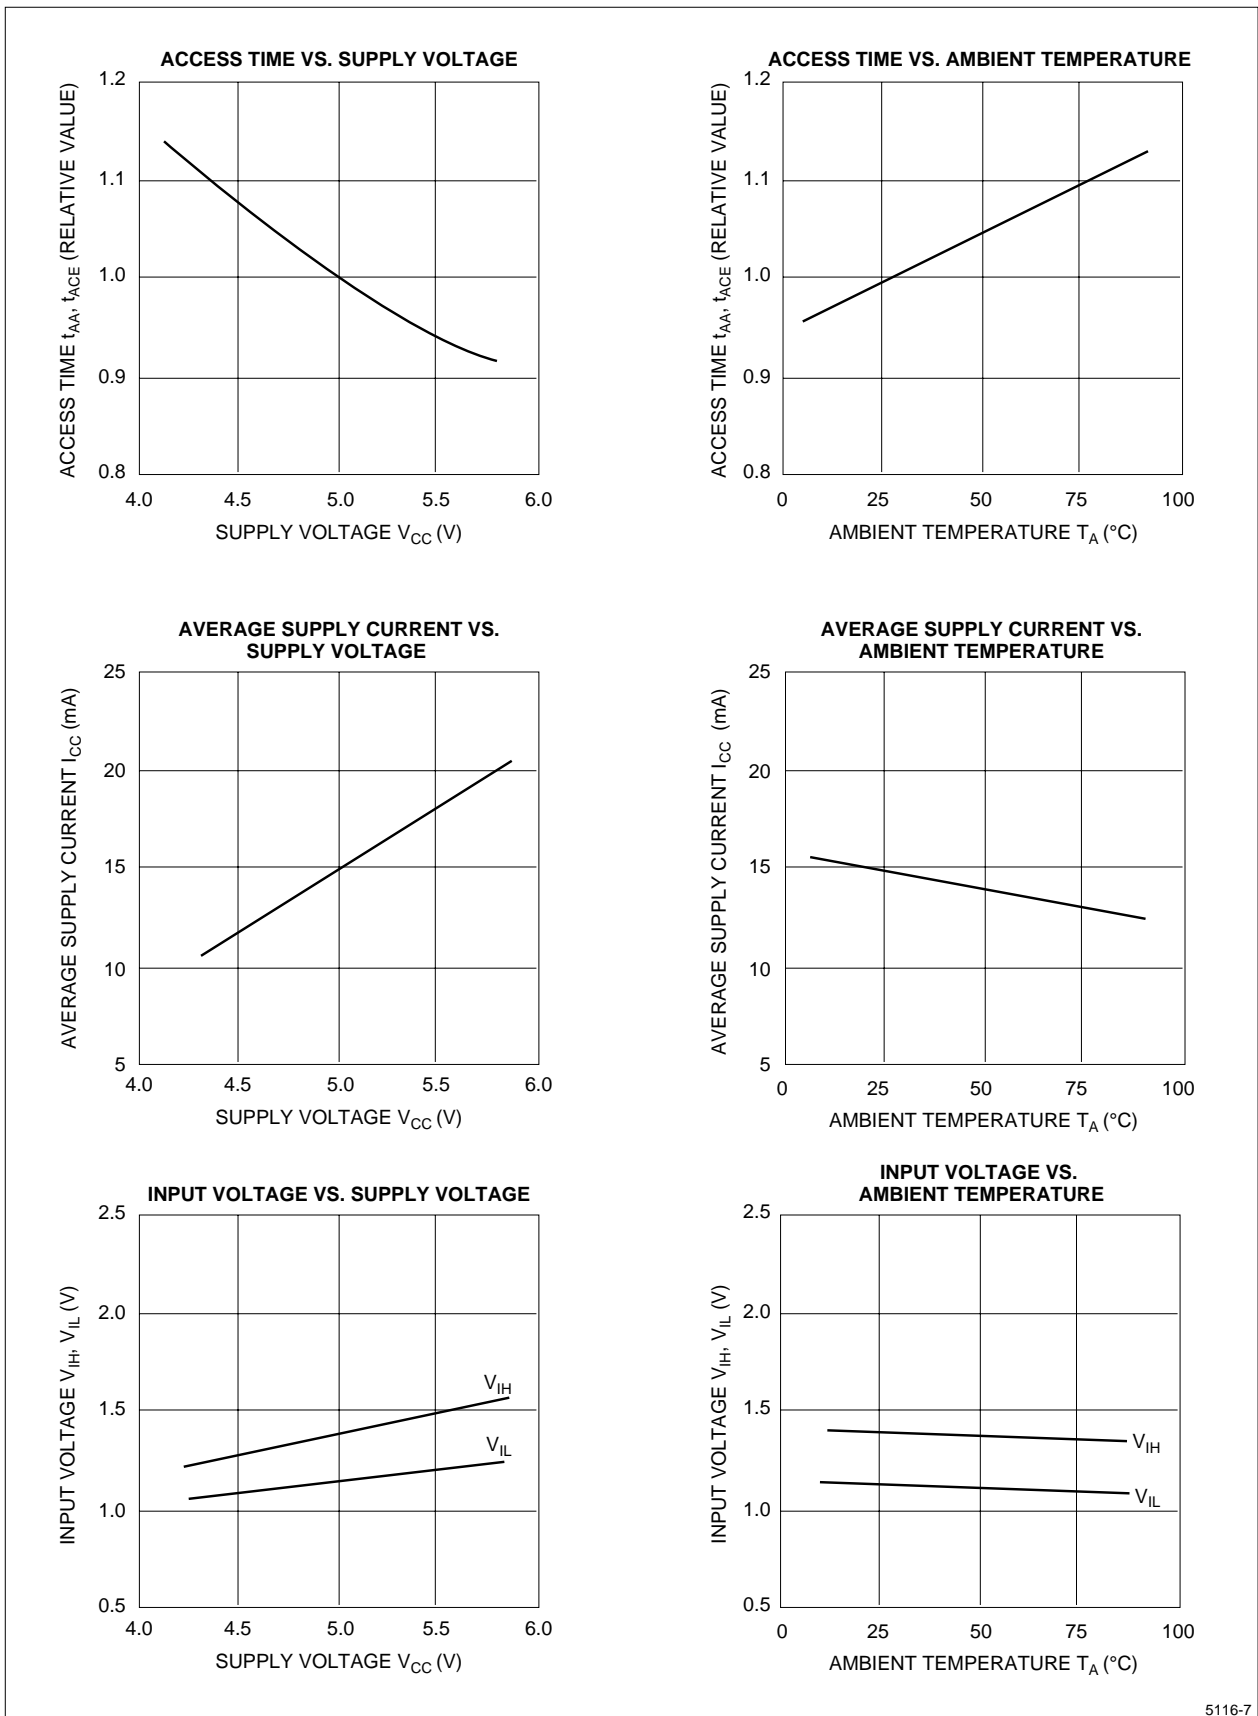 ACCESS TIME VS. SUPPLY VOLTAGE
1.2
1.1
1.0
0.9
0.8
ACCESS TIME tAA, tACE (RELATIVE VALUE)
4.0 4.5 5.0 5.5 6.0
SUPPLY VOLTAGE VCC (V)
ACCESS TIME VS. AMBIENT TEMPERATURE
1.2
1.1
1.0
0.9
0.8
ACCESS TIME tAA, tACE (RELATIVE VALUE)
0 25 50 75 100
AMBIENT TEMPERATURE TA (°C)
AVERAGE SUPPLY CURRENT VS.
SUPPLY VOLTAGE
25
20
15
10
5
AVERAGE SUPPLY CURRENT ICC (mA)
4.0 4.5 5.0 5.5 6.0
SUPPLY VOLTAGE VCC (V)
AVERAGE SUPPLY CURRENT VS.
AMBIENT TEMPERATURE
25
20
15
10
5
AVERAGE SUPPLY CURRENT ICC (mA)
0 25 50 75 100
AMBIENT TEMPERATURE TA (°C)
INPUT VOLTAGE VS. SUPPLY VOLTAGE
2.5
2.0
1.5
1.0
0.5
INPUT VOLTAGE VIH, VIL (V)
VIH
VIL
4.0 4.5 5.0 5.5 6.0
SUPPLY VOLTAGE VCC (V)
INPUT VOLTAGE VS.
AMBIENT TEMPERATURE
2.5
2.0
1.5
1.0
0.5
INPUT VOLTAGE VIH, VIL (V)
VIH
VIL
0 25 50 75 100
AMBIENT TEMPERATURE TA (°C)
5116-7